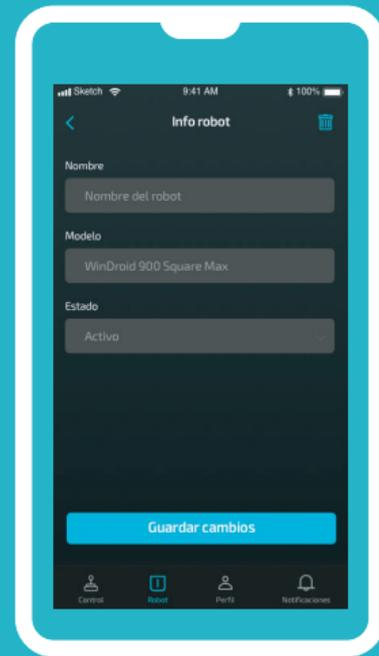 Sketch 9:41 AM 100%
Info robot
Nombre
Nombre del robot
Modelo
WinDroid 900 Square Max
Estado
Activo
Guardar cambios
Control Robot Perfil Notificaciones